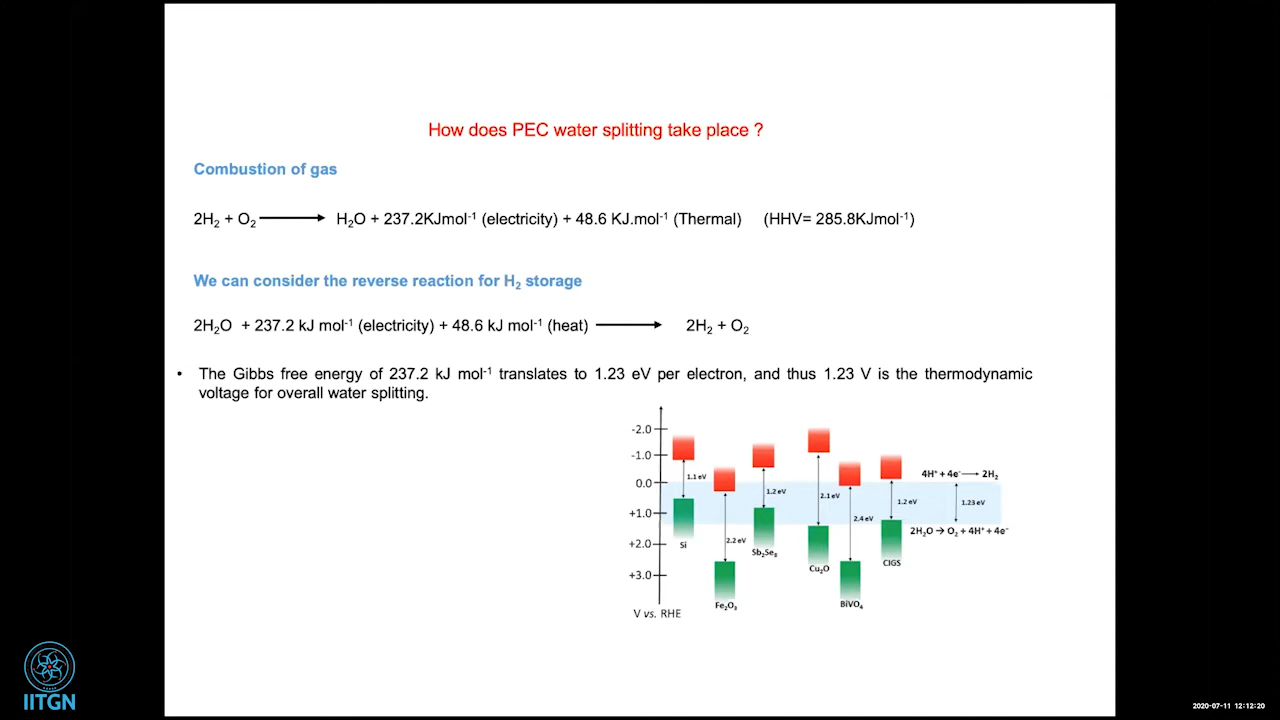 How does PEC water splitting take place ?
Combustion of gas
2H₂ + O₂ ⟶ H₂O + 237.2KJmol⁻¹ (electricity) + 48.6 KJ.mol⁻¹ (Thermal) (HHV= 285.8KJmol⁻¹)
We can consider the reverse reaction for H₂ storage
2H₂O + 237.2 kJ mol⁻¹ (electricity) + 48.6 kJ mol⁻¹ (heat) ⟶ 2H₂ + O₂
• The Gibbs free energy of 237.2 kJ mol⁻¹ translates to 1.23 eV per electron, and thus 1.23 V is the thermodynamic
voltage for overall water splitting.
-2.0
-1.0
0.0
+1.0
+2.0
+3.0
V vs. RHE
1.1 eV
Si
2.2 eV
Fe₂O₃
1.2 eV
Sb₂Se₃
2.1 eV
Cu₂O
2.4 eV
BiVO₄
1.2 eV
CIGS
4H⁺ + 4e⁻ ⟶ 2H₂
1.23 eV
2H₂O → O₂ + 4H⁺ + 4e⁻
IITGN
2020-07-11 12:12:20